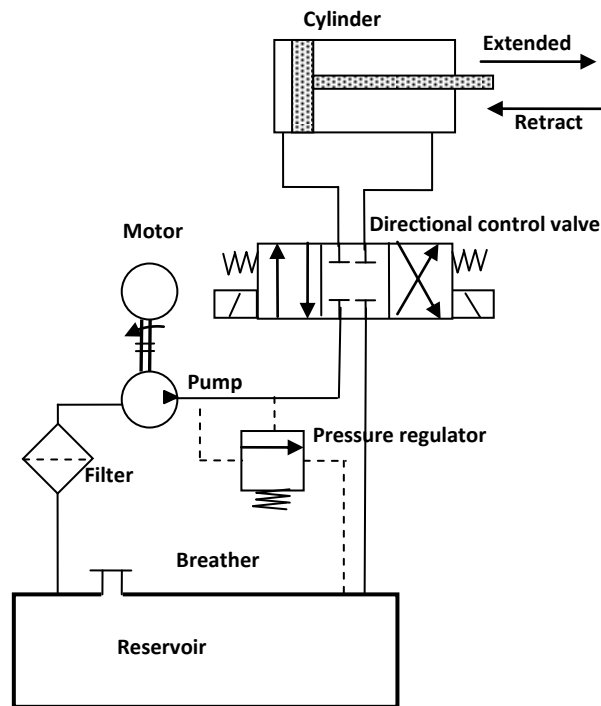 Cylinder
Extended
Retract
Directional control valve
Motor
Pump
Pressure regulator
Filter
Breather
Reservoir